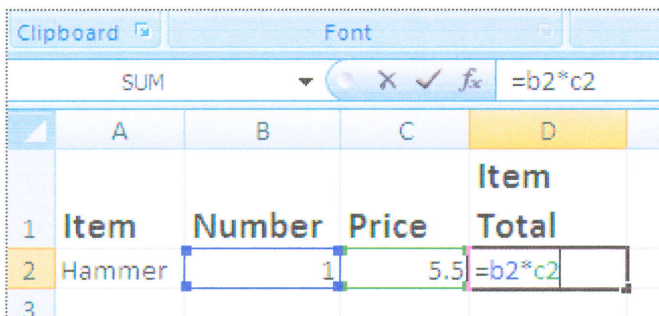 Clipboard Font
SUM fx =b2*c2
A B C D
Item
1 Item Number Price Total
2 Hammer 1 5.5 =b2*c2
3